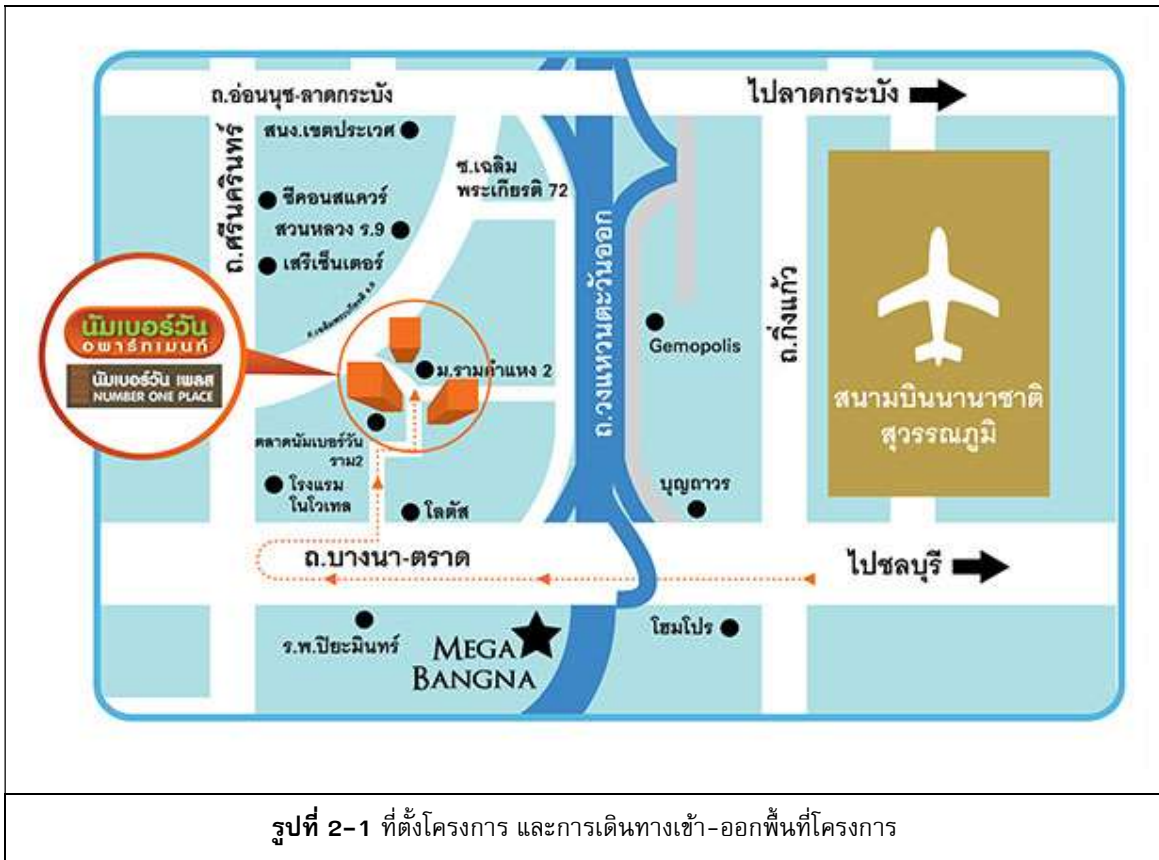 ถ.อ่อนนุช-ลาดกระบัง
ไปลาดกระบัง
สนง.เขตประเวศ
ถ.ศรีนครินทร์
ซ.เฉลิม
พระเกียรติ 72
ซีคอนสแควร์
สวนหลวง ร.9
เสรีเซ็นเตอร์
ถ.เฉลิมพระเกียรติ ร.9
ถ.วงแหวนตะวันออก
ถ.กิ่งแก้ว
นัมเบอร์วัน
อพาร์ทเมนท์
นัมเบอร์วัน เพลส
NUMBER ONE PLACE
Gemopolis
ม.รามคำแหง 2
สนามบินนานาชาติ
สุวรรณภูมิ
ตลาดนัมเบอร์วัน
ราม2
โรงแรม
โนโวเทล
โลตัส
บุญถาวร
ถ.บางนา-ตราด
ไปชลบุรี
ร.พ.ปิยะมินทร์
MEGA
BANGNA
โฮมโปร
รูปที่ 2-1 ที่ตั้งโครงการ และการเดินทางเข้า-ออกพื้นที่โครงการ